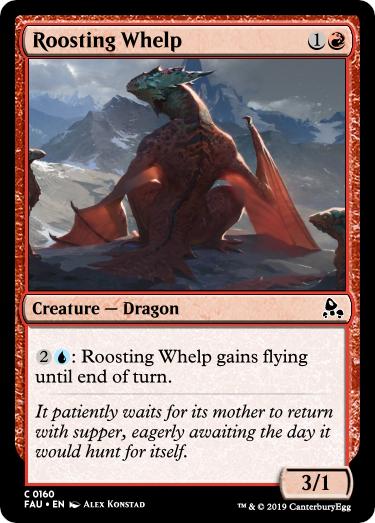 Roosting Whelp 1
Creature — Dragon
2: Roosting Whelp gains flying
until end of turn.
It patiently waits for its mother to return
with supper, eagerly awaiting the day it
would hunt for itself.
3/1
C 0160
FAU • EN Alex Konstad
™ & © 2019 CanterburyEgg